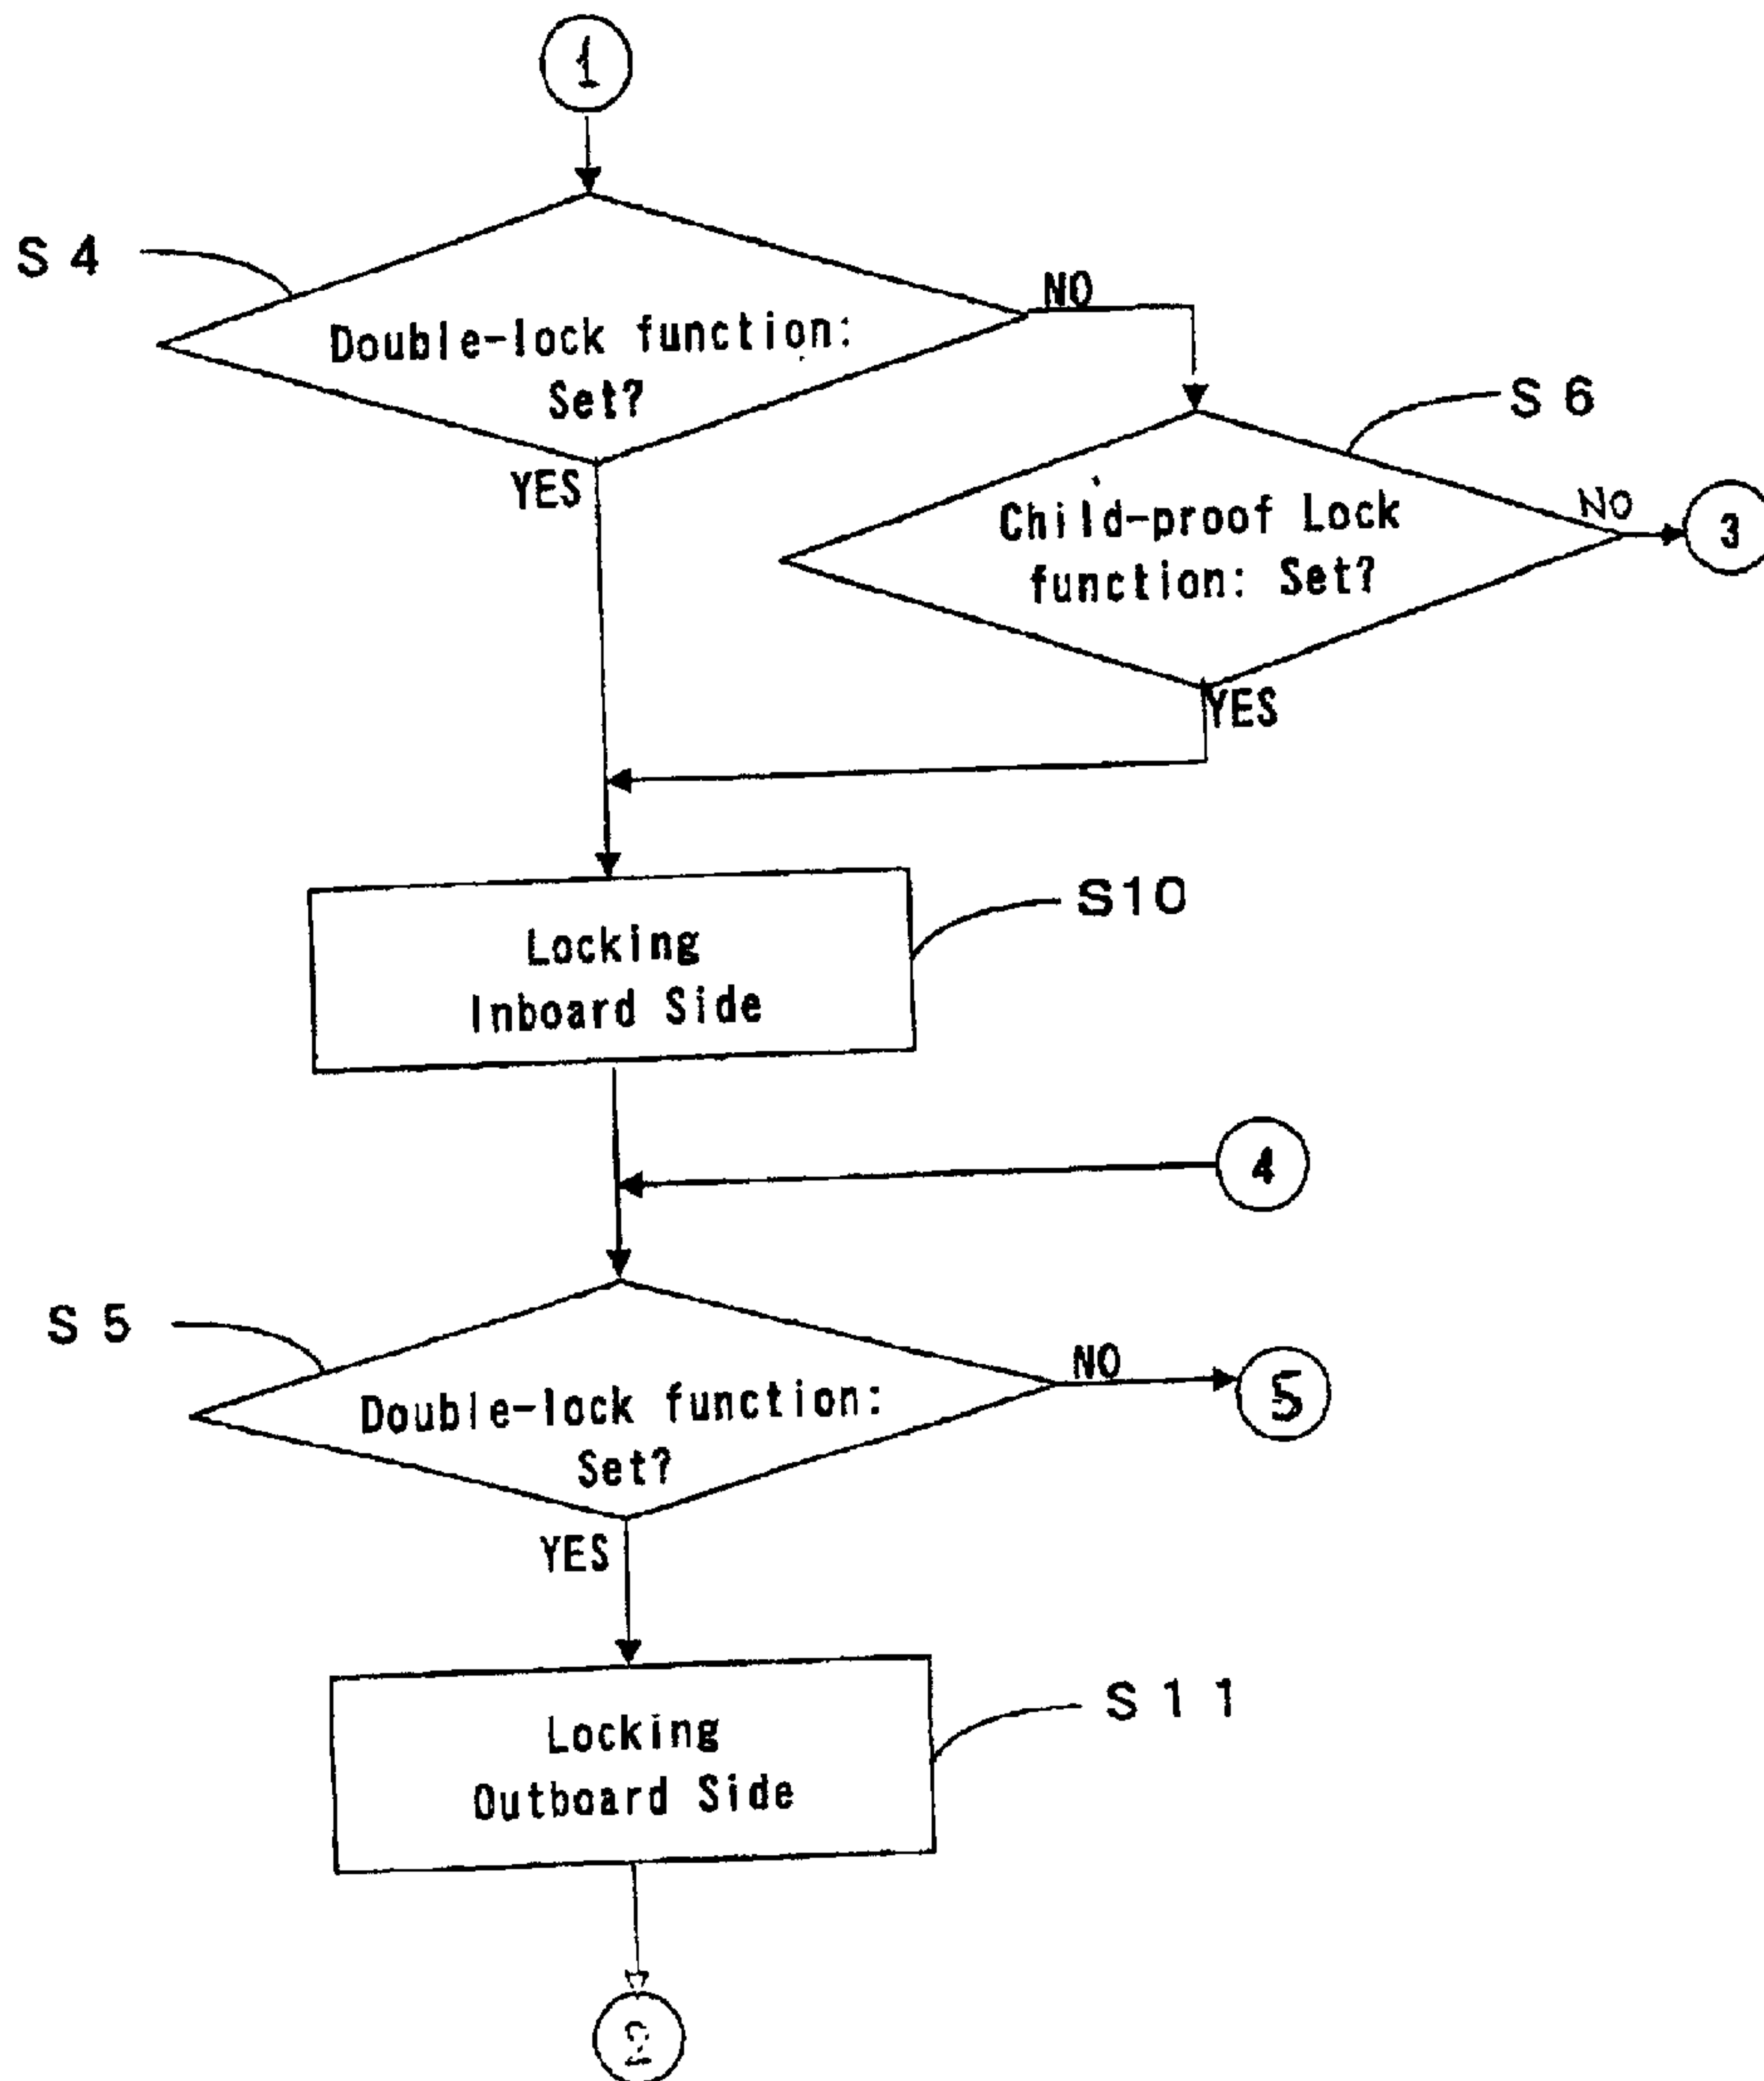 1
S 4
NO
Double-lock function:
Set?
YES
S 6
Child-proof Lock
function: Set?
NO
3
YES
S10
Locking
Inboard Side
4
S 5
NO
5
Double-lock function:
Set?
YES
S 1 1
Locking
Outboard Side